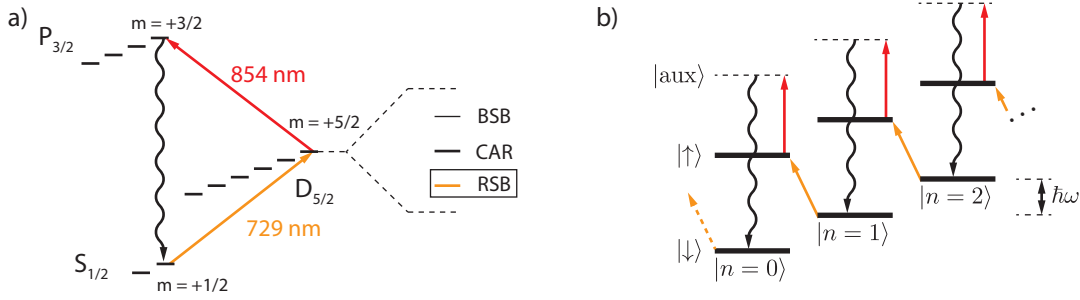 a)
m = +3/2
P3/2
854 nm
m = +5/2
BSB
CAR
RSB
D5/2
729 nm
S1/2
m = +1/2
b)
|aux⟩
|↑⟩
|↓⟩
|n = 0⟩
|n = 1⟩
|n = 2⟩
ℏω